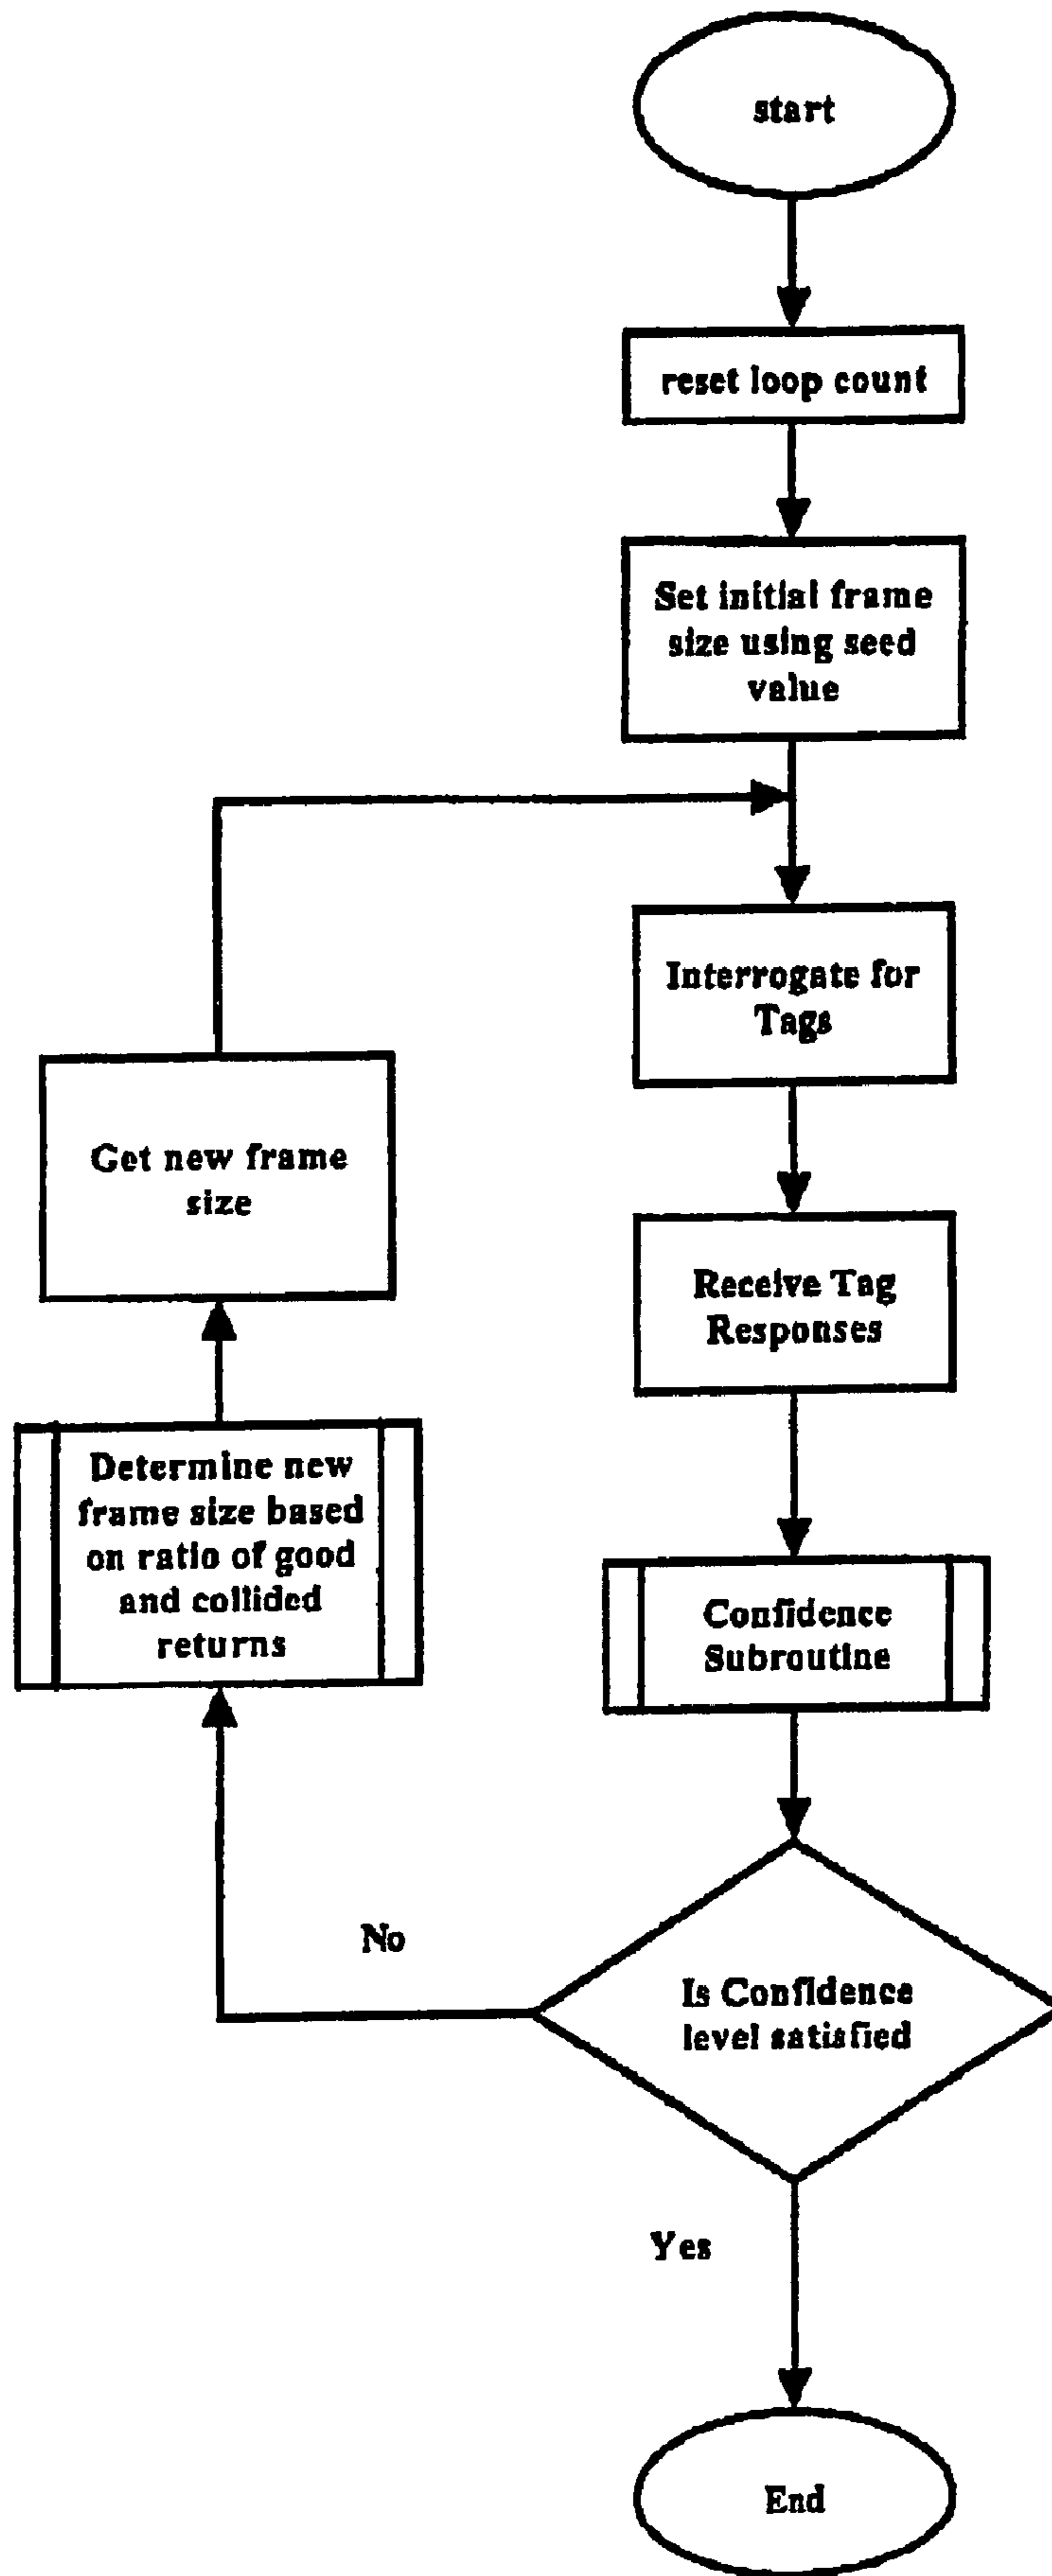 start
reset loop count
Set initial frame
size using seed
value
Interrogate for
Tags
Get new frame
size
Receive Tag
Responses
Determine new
frame size based
on ratio of good
and collided
returns
Confidence
Subroutine
No
Is Confidence
level satisfied
Yes
End